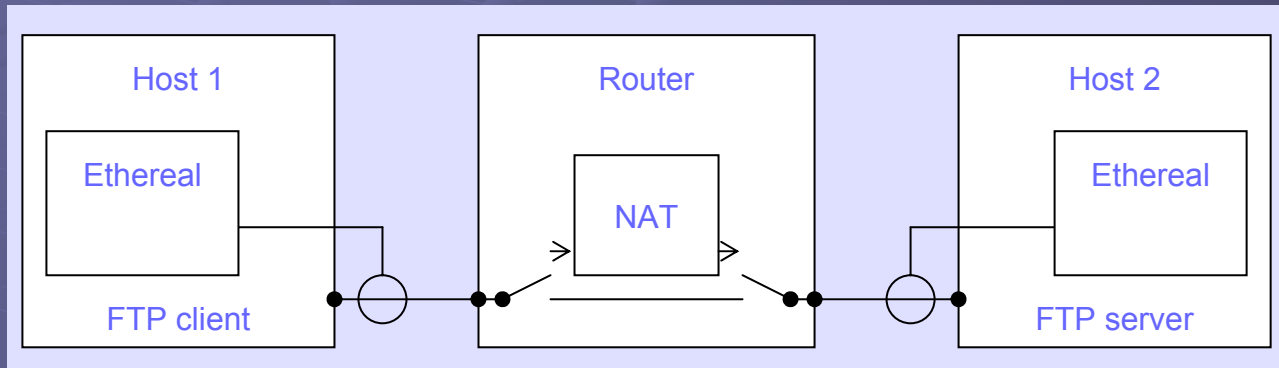 Host 1
Ethereal
FTP client
Router
NAT
Host 2
Ethereal
FTP server